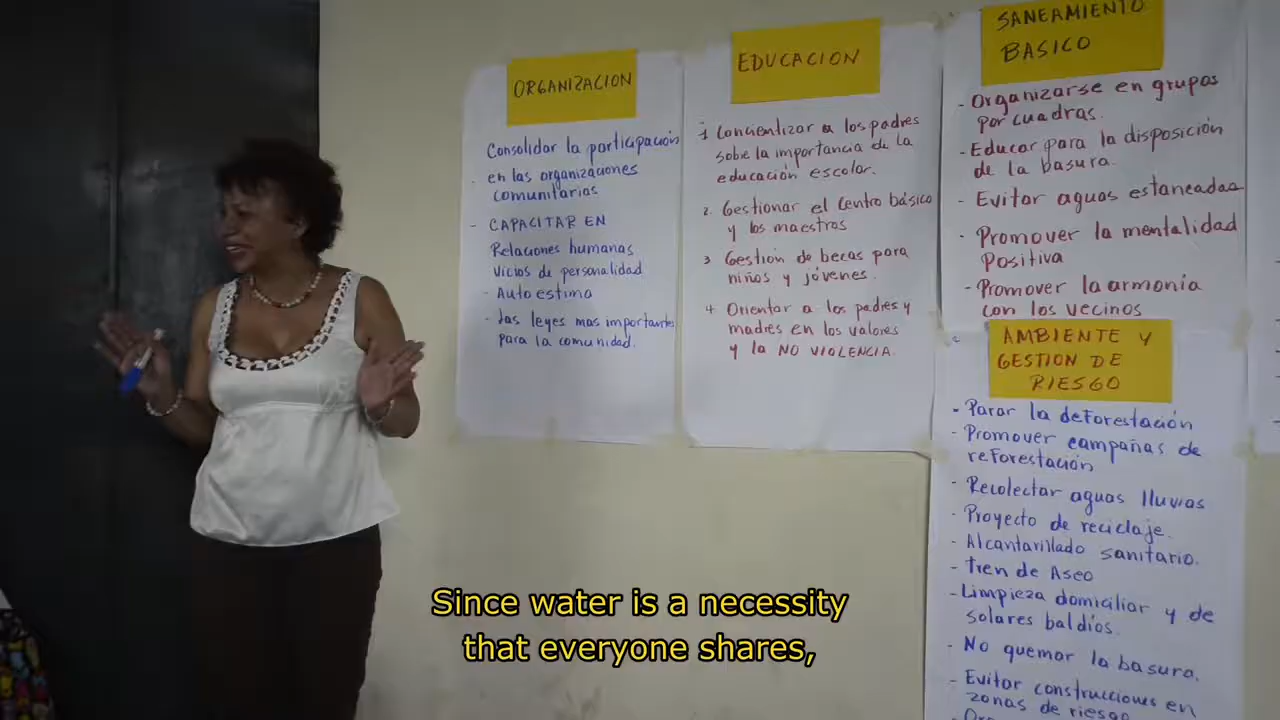 ORGANIZACION
Consolidar la participación
en las organizaciones
comunitarias
- CAPACITAR EN
Relaciones humanas
vicios de personalidad
- Autoestima
- las leyes mas importantes
para la comunidad.
EDUCACION
1 Concientizar a los padres
sobe la importancia de la
educación escolar.
2. Gestionar el centro básico
y los maestros
3 Gestion de becas para
niños y jóvenes.
4 Orientar a los padres y
madres en los valores
y la NO VIOLENCIA.
SANEAMIENTO
BASICO
- Organizarse en grupos
por cuadras.
- Educar para la disposición
de la basura.
- Evitar aguas estancadas
- Promover la mentalidad
Positiva
- Promover la armonía
con los vecinos
AMBIENTE Y
GESTION DE
RIESGO
- Parar la deforestación
- Promover campañas de
reforestación
- Recolectar aguas lluvias
- Proyecto de reciclaje.
- Alcantarillado sanitario.
- tren de Aseo
- Limpieza domiciliar y de
solares baldíos.
- No quemar la basura.
- Evitar construcciones en
zonas de riesgo
Since water is a necessity
that everyone shares,